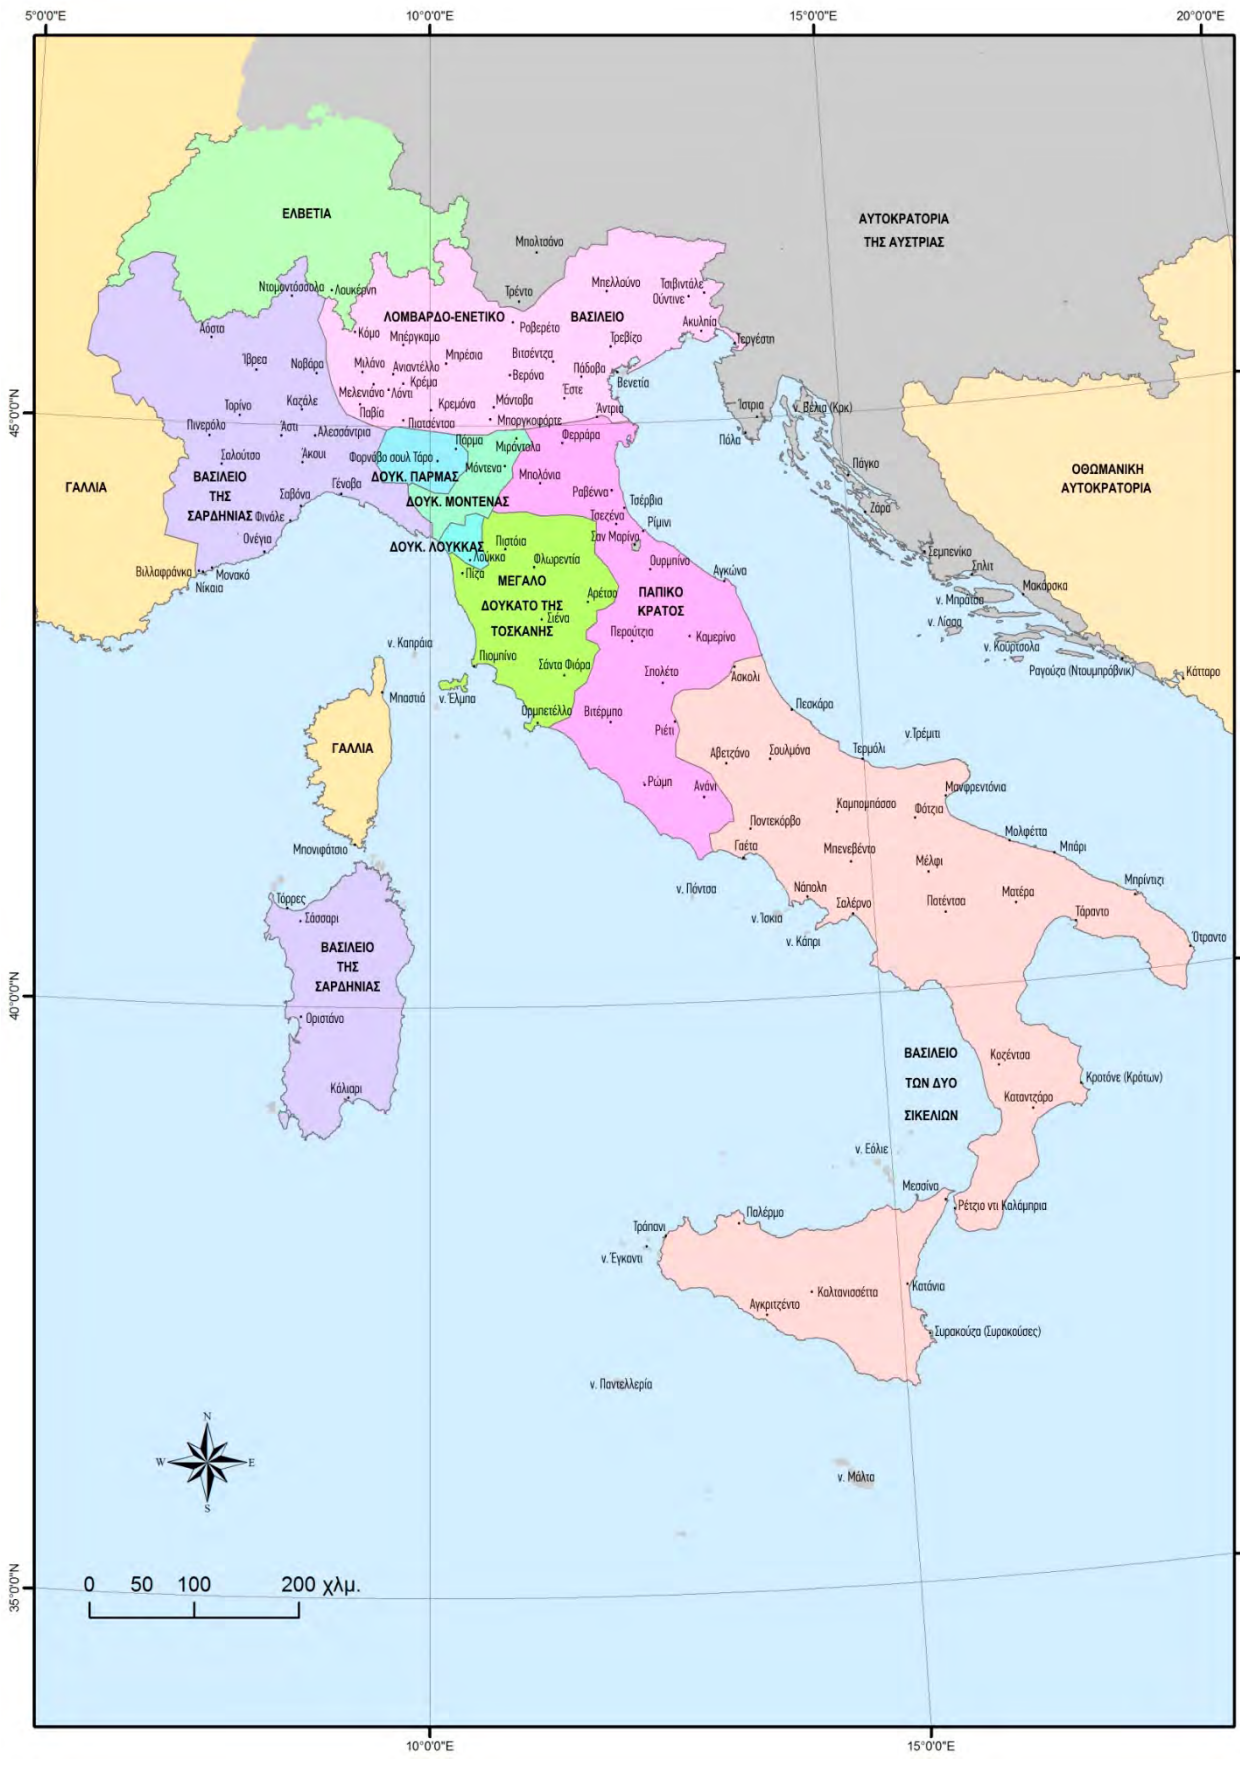 5°0'0"E
10°0'0"E
15°0'0"E
20°0'0"E
ΕΛΒΕΤΙΑ
ΑΥΤΟΚΡΑΤΟΡΙΑ
ΤΗΣ ΑΥΣΤΡΙΑΣ
Μπολτσάνο
Ντομοντόσσολα
Λουκέρνη
Τρέντο
Μπελλούνο
Τσιβιντάλε
Ούντινε
ΛΟΜΒΑΡΔΟ-ΕΝΕΤΙΚΟ
ΒΑΣΙΛΕΙΟ
Αόστα
Κόμο
Μπέργκαμο
Ροβερέτο
Τρεβίζο
Ακυληία
Τεργέστη
Ίβρεα
Νοβάρα
Μιλάνο
Ανιαντέλλο
Μπρέσια
Βιτσέντζα
Πάδοβα
Μελενιάνο
Λόντι
Κρέμα
Βερόνα
Έστε
Βενετία
45°0'0"N
Τορίνο
Καζάλε
Παβία
Πιατσέντσα
Κρεμόνα
Μάντοβα
Μποργκοφόρτε
Άντρια
Ίστρια
ν. Βέλια (Κρκ)
Πόλα
Πινερόλο
Άστι
Αλεσσάντρια
Σαλούτσο
Άκουι
Φορνόβο σουλ Τάρο
Πάρμα
Μιράντολα
Φερράρα
Μόντενα
Μπολόνια
ΓΑΛΛΙΑ
ΒΑΣΙΛΕΙΟ
ΤΗΣ
ΣΑΡΔΗΝΙΑΣ
Σαβόνα
Γένοβα
ΔΟΥΚ. ΠΑΡΜΑΣ
ΔΟΥΚ. ΜΟΝΤΕΝΑΣ
Ραβέννα
Τσέρβια
Πάγκο
Ζάρα
ΟΘΩΜΑΝΙΚΗ
ΑΥΤΟΚΡΑΤΟΡΙΑ
Φινάλε
Ονέγια
ΔΟΥΚ. ΛΟΥΚΚΑΣ
Τσεζένα
Ρίμινι
Σαν Μαρίνο
Βιλλαφράνκα
Μονακό
Νίκαια
Λούκκα
Πιστόια
Φλωρεντία
Πίζα
Ουρμπίνο
Αγκώνα
Σεμπενίκο
Σπλιτ
Μακάρσκα
ΜΕΓΑΛΟ
ΔΟΥΚΑΤΟ ΤΗΣ
ΤΟΣΚΑΝΗΣ
Αρέτσο
Σιένα
ΠΑΠΙΚΟ
ΚΡΑΤΟΣ
ν. Μπράτσα
ν. Λίσσα
ν. Κούρτσολα
Ραγούζα (Ντουμπρόβνικ)
Κάτταρο
ν. Καπράια
Περούτζια
Καμερίνο
Πιομπίνο
Σάντα Φιόρα
Σπολέτο
Άσκολι
Μπαστιά
ν. Έλμπα
Ορμπετέλλο
Βιτέρμπο
Ριέτι
Πεσκάρα
ΓΑΛΛΙΑ
Αβετζάνο
Σουλμόνα
Τερμόλι
ν.Τρέμιτι
Ρώμη
Ανάνι
Μανφρεντόνια
Καμπομπάσσο
Φότζια
Ποντεκόρβο
Μολφέττα
Μπάρι
Μπονιφάτσιο
Γαέτα
Μπενεβέντο
Μέλφι
ν. Πόντσα
Νάπολη
Σαλέρνο
Ποτέντσα
Ματέρα
Μπρίντιζι
Τόρρες
Σάσσαρι
ν. Ίσκια
ν. Κάπρι
Τάραντο
Ότραντο
ΒΑΣΙΛΕΙΟ
ΤΗΣ
ΣΑΡΔΗΝΙΑΣ
40°0'0"N
Οριστάνο
ΒΑΣΙΛΕΙΟ
ΤΩΝ ΔΥΟ
ΣΙΚΕΛΙΩΝ
Κοζέντσα
Κροτόνε (Κρότων)
Καταντζάρο
Κάλιαρι
ν. Εόλιε
Μεσσίνα
Ρέτζιο ντι Καλάμπρια
Τράπανι
Παλέρμο
ν. Έγκαντι
Κατάνια
Αγκριτζέντο
Καλτανισσέττα
Συρακούζα (Συρακούσες)
ν. Παντελλερία
N
W
E
S
ν. Μάλτα
35°0'0"N
0
50
100
200 χλμ.
10°0'0"E
15°0'0"E